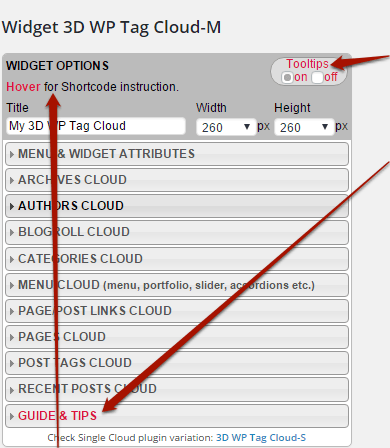 Widget 3D WP Tag Cloud-M
WIDGET OPTIONS
Tooltips
on off
Hover for Shortcode instruction.
Title Width Height
My 3D WP Tag Cloud 260 px 260 px
MENU & WIDGET ATTRIBUTES
ARCHIVES CLOUD
AUTHORS CLOUD
BLOGROLL CLOUD
CATEGORIES CLOUD
MENU CLOUD (menu, portfolio, slider, accordions etc.)
PAGE/POST LINKS CLOUD
PAGES CLOUD
POST TAGS CLOUD
RECENT POSTS CLOUD
GUIDE & TIPS
Check Single Cloud plugin variation: 3D WP Tag Cloud-S